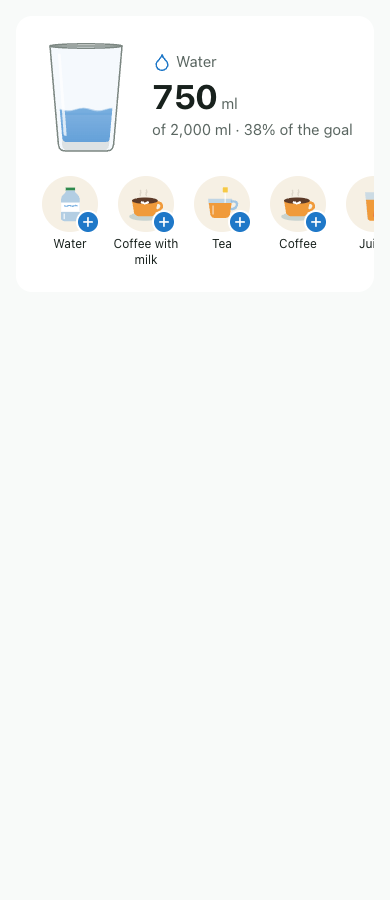 Water
750 ml
of 2,000 ml · 38% of the goal
Water
Coffee with
milk
Tea
Coffee